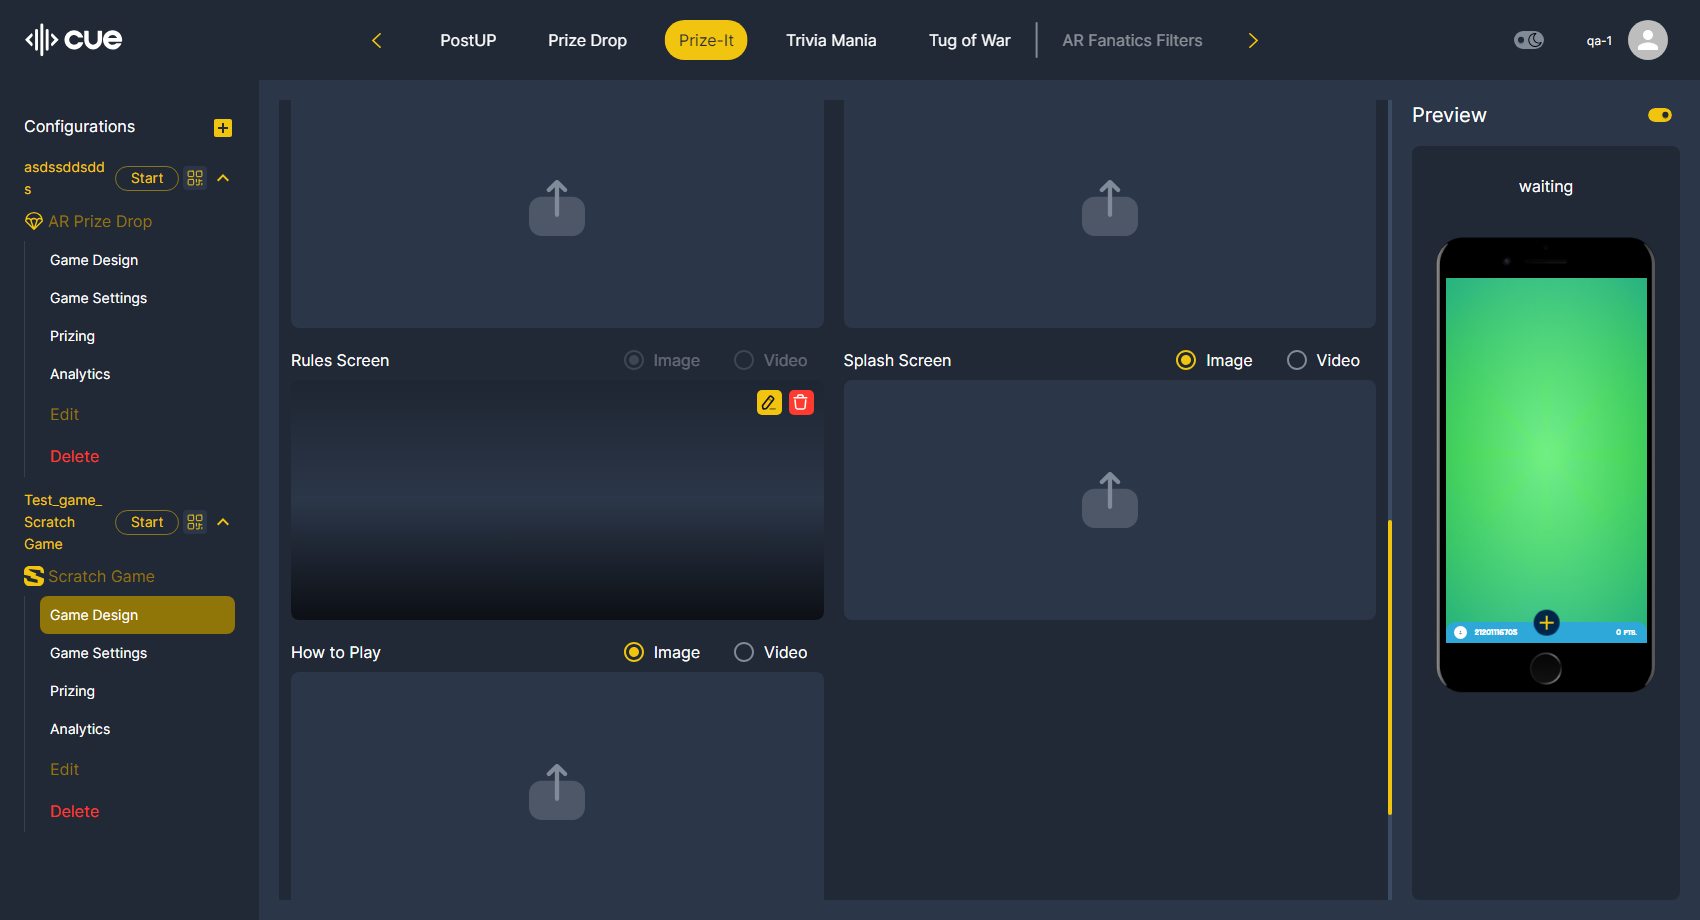 cue
PostUP
Prize Drop
Prize-It
Trivia Mania
Tug of War
AR Fanatics Filters
qa-1
Configurations
asdssddsdd
s
Start
AR Prize Drop
Game Design
Game Settings
Prizing
Analytics
Edit
Delete
Test_game_
Scratch
Game
Start
Scratch Game
Game Design
Game Settings
Prizing
Analytics
Edit
Delete
Rules Screen
Image
Video
Splash Screen
Image
Video
How to Play
Image
Video
Preview
waiting
21201116705
0 PTS.